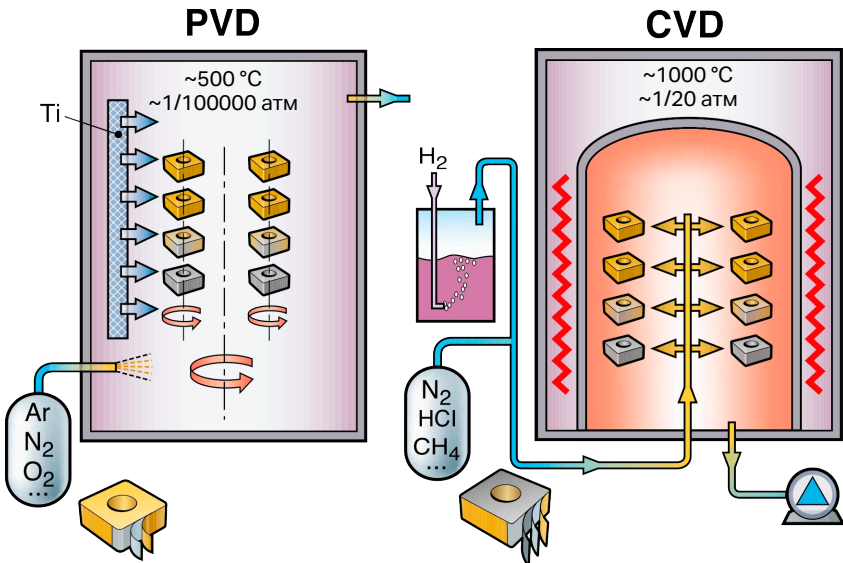 PVD
~500 °C
~1/100000 атм
Ti
Ar
N₂
O₂
...
CVD
~1000 °C
~1/20 атм
H₂
N₂
HCl
CH₄
...